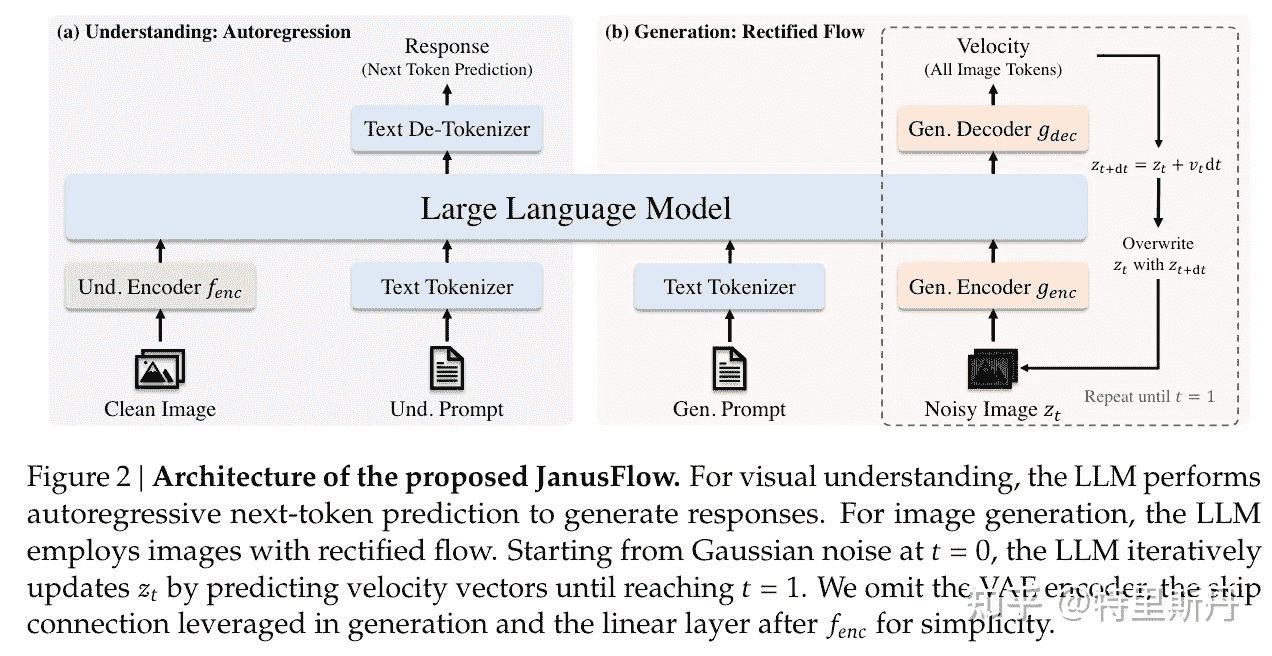 (a) Understanding: Autoregression
Response
(Next Token Prediction)
Text De-Tokenizer
(b) Generation: Rectified Flow
Velocity
(All Image Tokens)
Gen. Decoder g_dec
z_{t+dt} = z_t + v_t dt
Large Language Model
Overwrite
z_t with z_{t+dt}
Und. Encoder f_enc
Text Tokenizer
Text Tokenizer
Gen. Encoder g_enc
Clean Image
Und. Prompt
Gen. Prompt
Noisy Image z_t
Repeat until t = 1
Figure 2 | Architecture of the proposed JanusFlow. For visual understanding, the LLM performs
autoregressive next-token prediction to generate responses. For image generation, the LLM
employs images with rectified flow. Starting from Gaussian noise at t = 0, the LLM iteratively
updates z_t by predicting velocity vectors until reaching t = 1. We omit the VAE encoder, the skip
connection leveraged in generation and the linear layer after f_enc for simplicity.
知乎 @特里斯丹